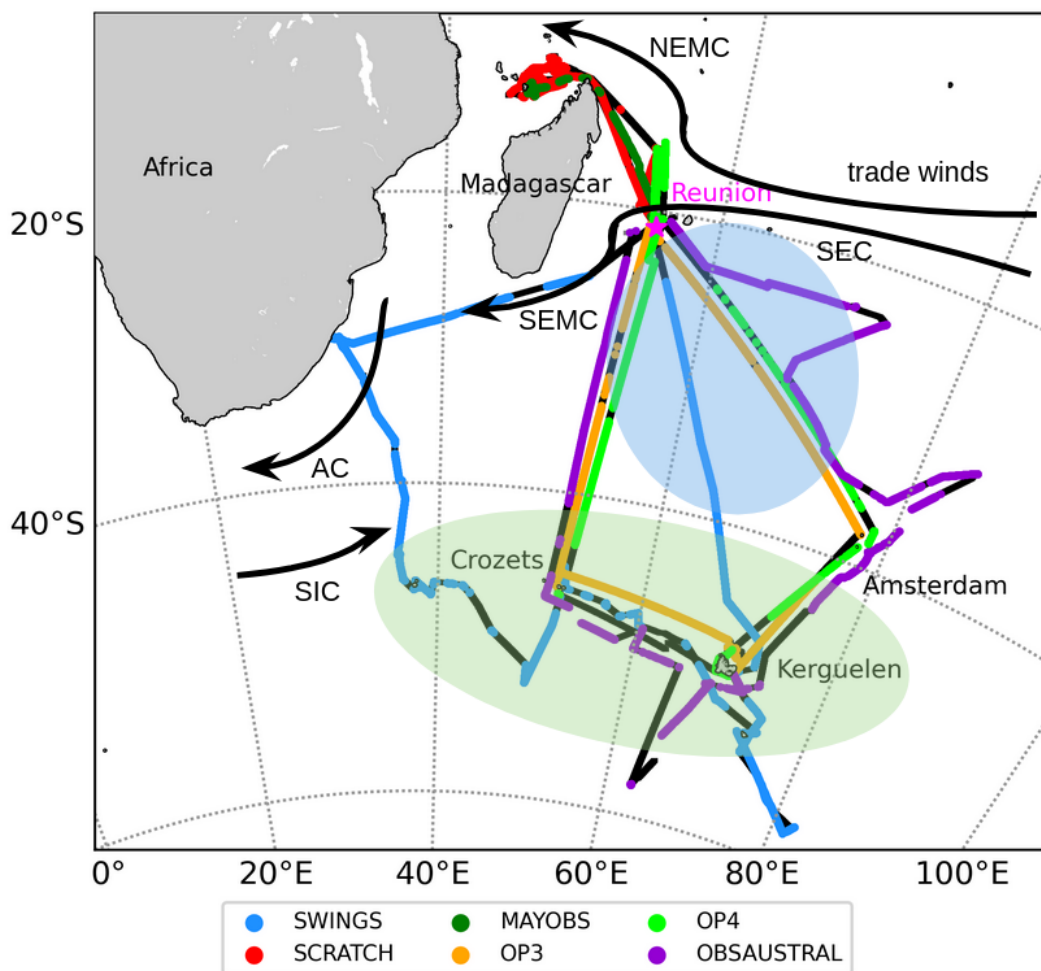 NEMC
Africa
Madagascar
trade winds
Reunion
20°S
SEC
SEMC
AC
40°S
Crozets
SIC
Amsterdam
Kerguelen
0° 20°E 40°E 60°E 80°E 100°E
SWINGS MAYOBS OP4
SCRATCH OP3 OBSAUSTRAL